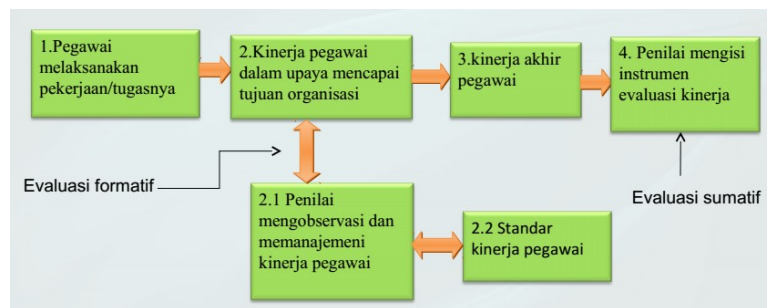 1.Pegawai
melaksanakan
pekerjaan/tugasnya
2.Kinerja pegawai
dalam upaya mencapai
tujuan organisasi
3.kinerja akhir
pegawai
4. Penilai mengisi
instrumen
evaluasi kinerja
Evaluasi formatif
Evaluasi sumatif
2.1 Penilai
mengobservasi dan
memanajemeni
kinerja pegawai
2.2 Standar
kinerja pegawai